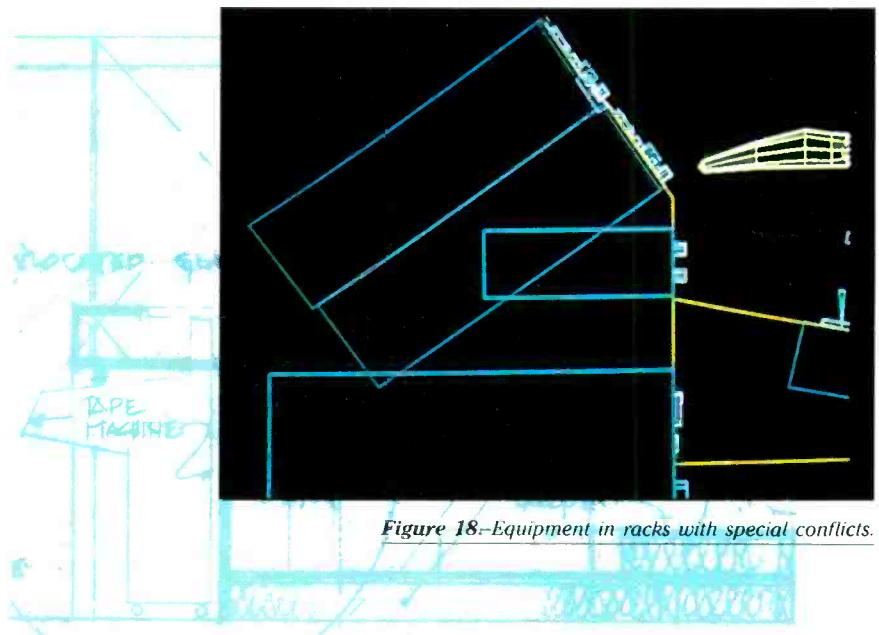 TAPE
MACHINE
Figure 18.–Equipment in racks with special conflicts.